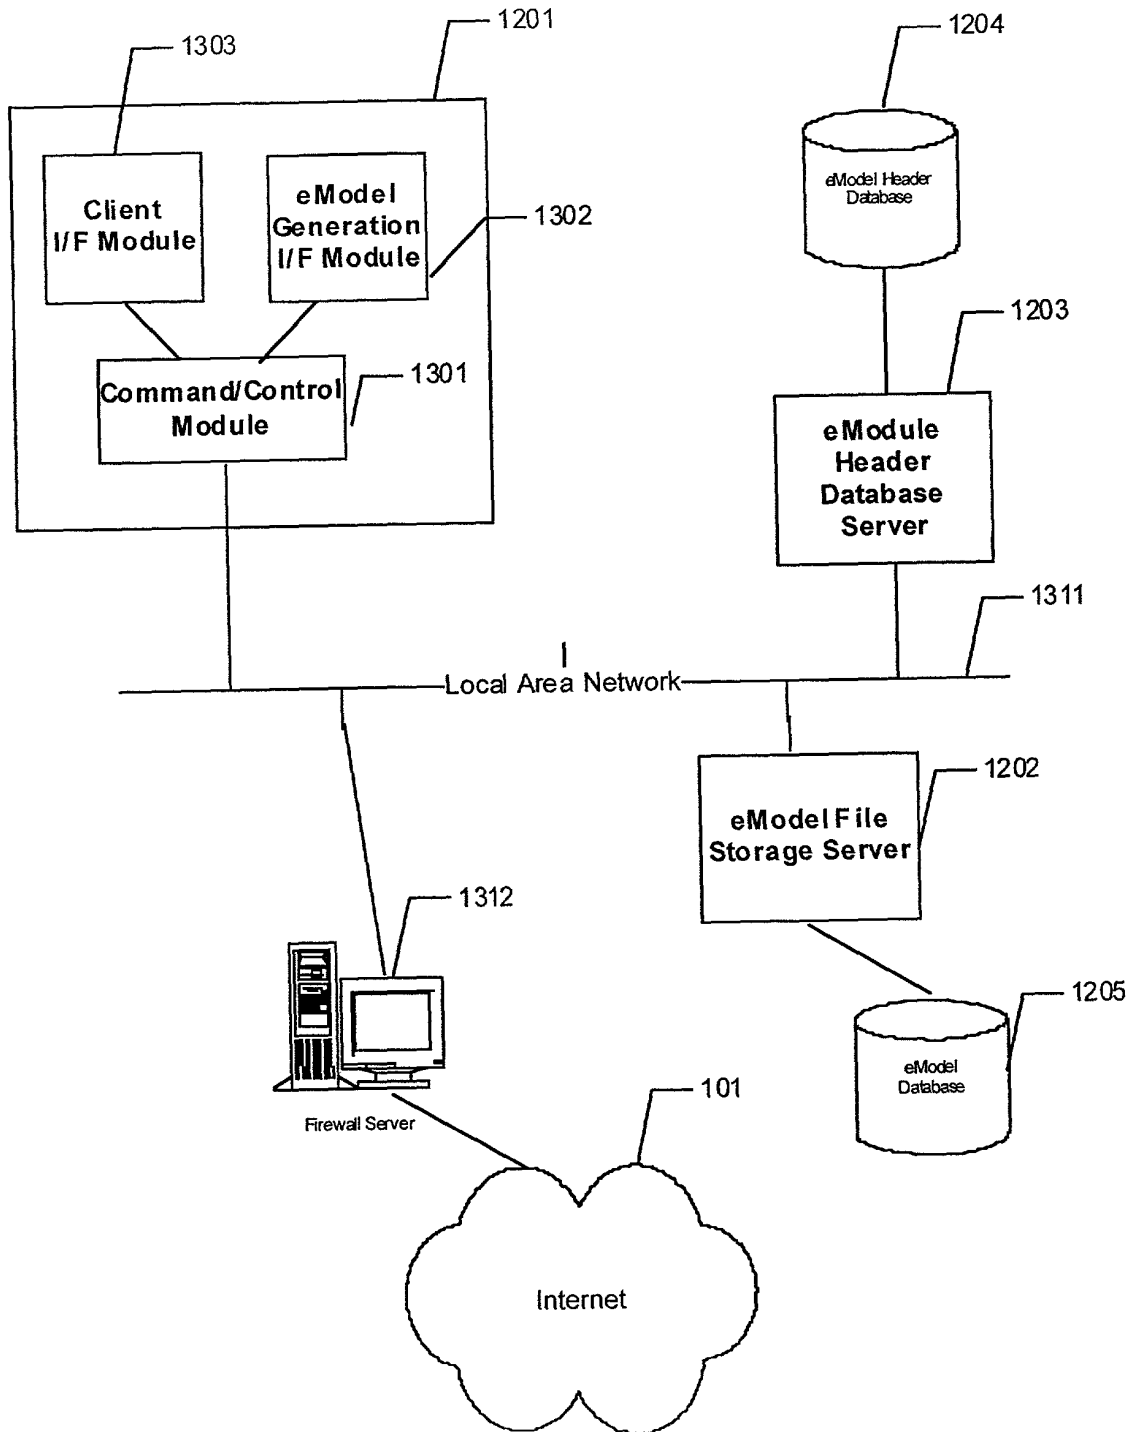 1303
1201
1204
Client
I/F Module
eModel
Generation
I/F Module
1302
eModel Header
Database
1203
Command/Control
Module
1301
eModule
Header
Database
Server
1311
Local Area Network
1202
eModel File
Storage Server
1312
1205
eModel
Database
Firewall Server
101
Internet